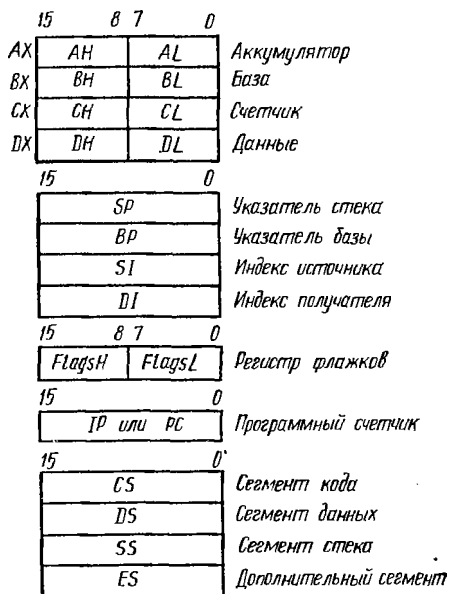 15 8 7 0
AX AH AL Аккумулятор
BX BH BL База
CX CH CL Счетчик
DX DH DL Данные
15 0
SP Указатель стека
BP Указатель базы
SI Индекс источника
DI Индекс получателя
15 8 7 0
FlagsH FlagsL Регистр флажков
15 0
IP или PC Программный счетчик
15 0
CS Сегмент кода
DS Сегмент данных
SS Сегмент стека
ES Дополнительный сегмент